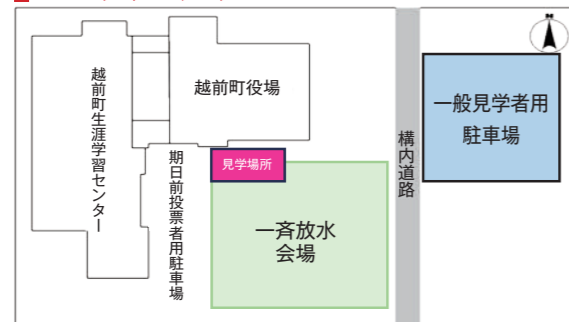 越前町生涯学習センター
越前町役場
期日前投票者用駐車場
見学場所
一斉放水
会場
構内道路
一般見学者用
駐車場